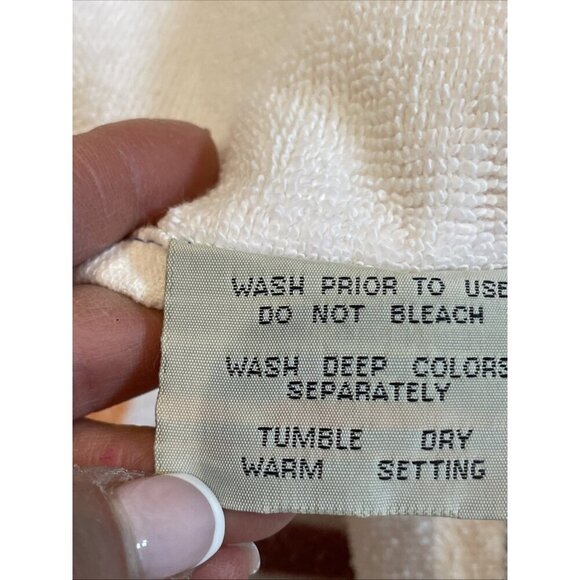 WASH PRIOR TO USE
DO NOT BLEACH
WASH DEEP COLORS
SEPARATELY
TUMBLE DRY
WARM SETTING